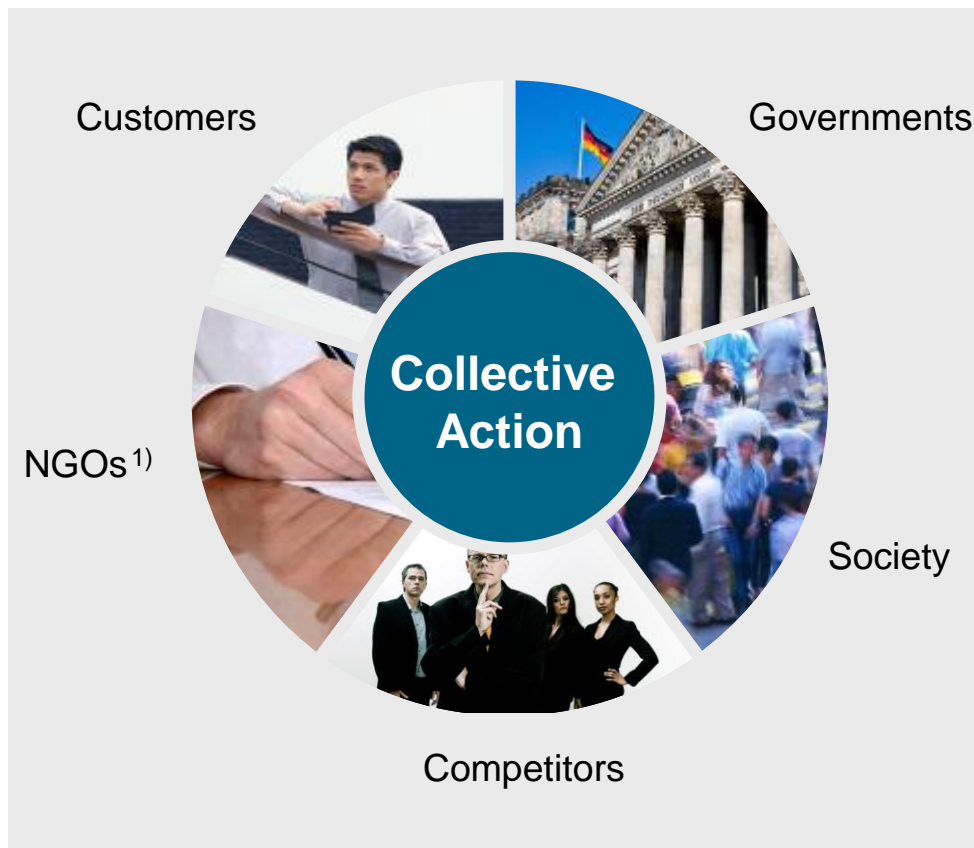 Customers
Governments
Collective
Action
NGOs 1)
Society
Competitors